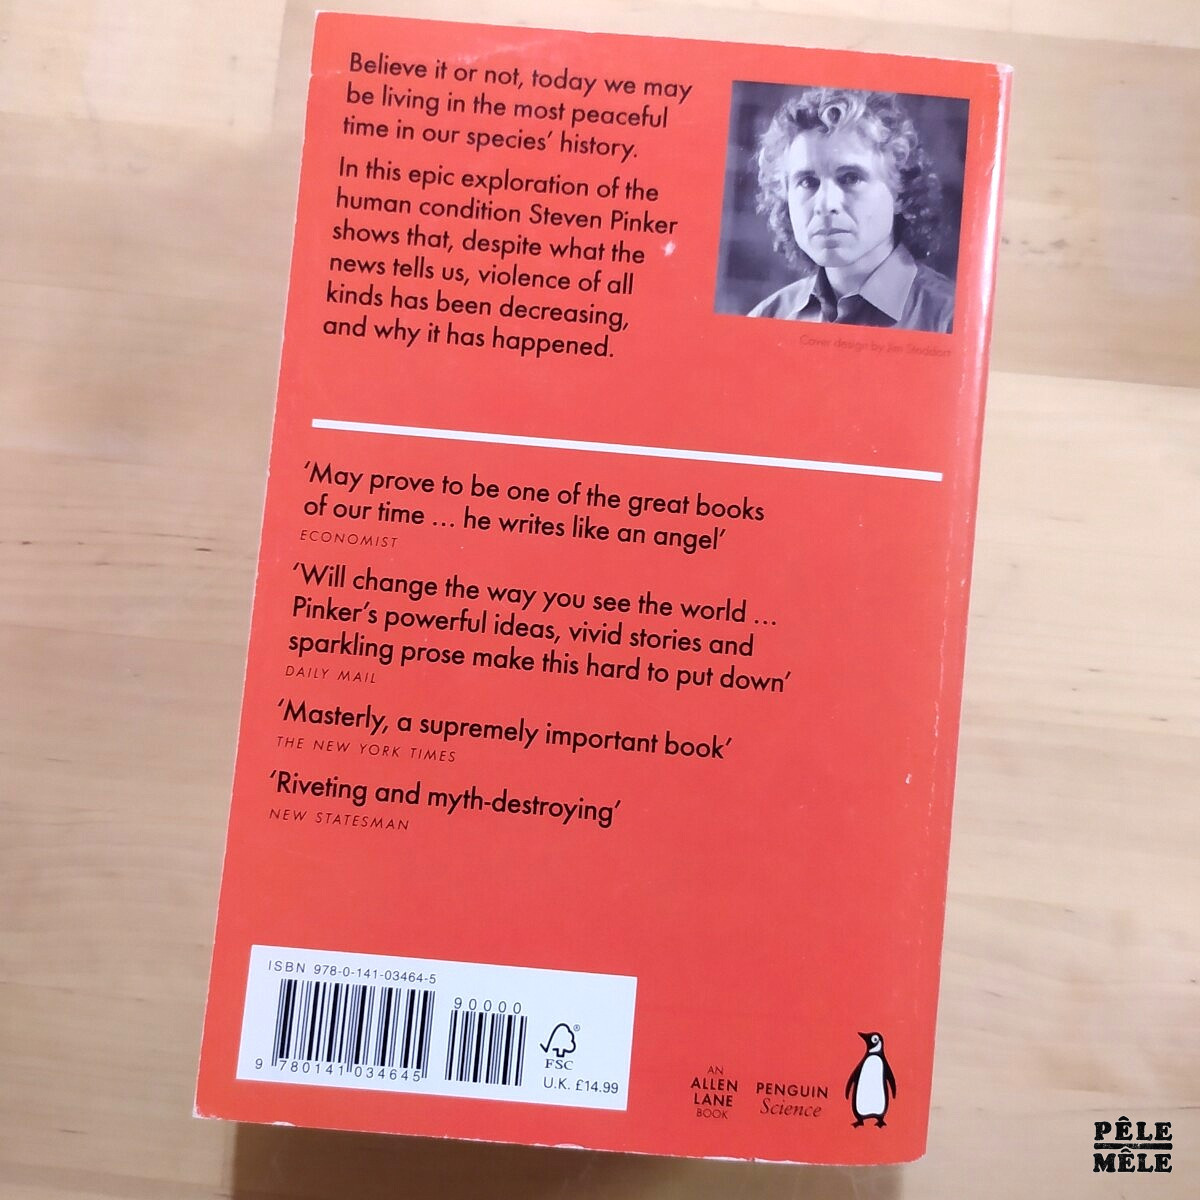 Believe it or not, today we may
be living in the most peaceful
time in our species' history.
In this epic exploration of the
human condition Steven Pinker
shows that, despite what the
news tells us, violence of all
kinds has been decreasing,
and why it has happened.
Cover design by Jim Stoddart
'May prove to be one of the great books
of our time ... he writes like an angel'
ECONOMIST
'Will change the way you see the world ...
Pinker's powerful ideas, vivid stories and
sparkling prose make this hard to put down'
DAILY MAIL
'Masterly, a supremely important book'
THE NEW YORK TIMES
'Riveting and myth-destroying'
NEW STATESMAN
ISBN 978-0-141-03464-5
90000
9 780141 034645
FSC
®
U.K. £14.99
AN
ALLEN
LANE
BOOK
PENGUIN
Science
PÊLE
MÊLE